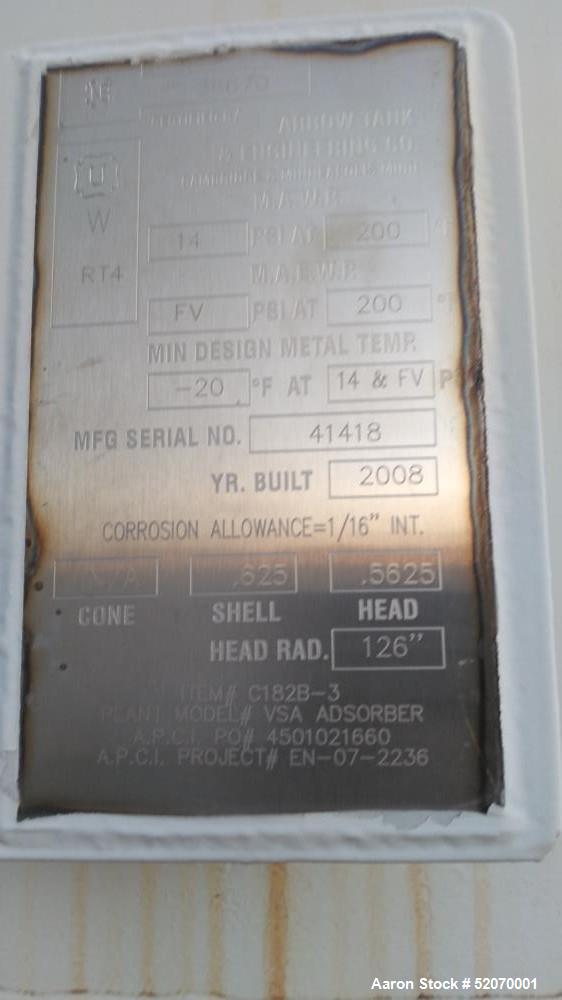 ARROW TANK
& ENGINEERING CO.
CAMBRIDGE & MINNEAPOLIS MINN.
U
W
RT4
M.A.W.P.
14 PSI AT 200 °F
M.A.E.W.P.
FV PSI AT 200 °F
MIN DESIGN METAL TEMP.
-20 °F AT 14 & FV
MFG SERIAL NO. 41418
YR. BUILT 2008
CORROSION ALLOWANCE=1/16" INT.
N/A .625 .5625
CONE SHELL HEAD
HEAD RAD. 126"
ITEM# C182B-3
PLANT MODEL# VSA ADSORBER
A.P.C.I. PO# 4501021660
A.P.C.I. PROJECT# EN-07-2236
Aaron Stock # 52070001